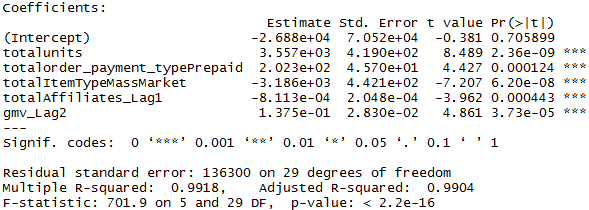 Coefficients:
Estimate Std. Error t value Pr(>|t|)
(Intercept) -2.688e+04 7.052e+04 -0.381 0.705899
totalunits 3.557e+03 4.190e+02 8.489 2.36e-09 ***
totalorder_payment_typePrepaid 2.023e+02 4.570e+01 4.427 0.000124 ***
totalItemTypeMassMarket -3.186e+03 4.421e+02 -7.207 6.20e-08 ***
totalAffiliates_Lag1 -8.113e-04 2.048e-04 -3.962 0.000443 ***
gmv_Lag2 1.375e-01 2.830e-02 4.861 3.73e-05 ***
---
Signif. codes: 0 ‘***’ 0.001 ‘**’ 0.01 ‘*’ 0.05 ‘.’ 0.1 ‘ ’ 1
Residual standard error: 136300 on 29 degrees of freedom
Multiple R-squared: 0.9918, Adjusted R-squared: 0.9904
F-statistic: 701.9 on 5 and 29 DF, p-value: < 2.2e-16